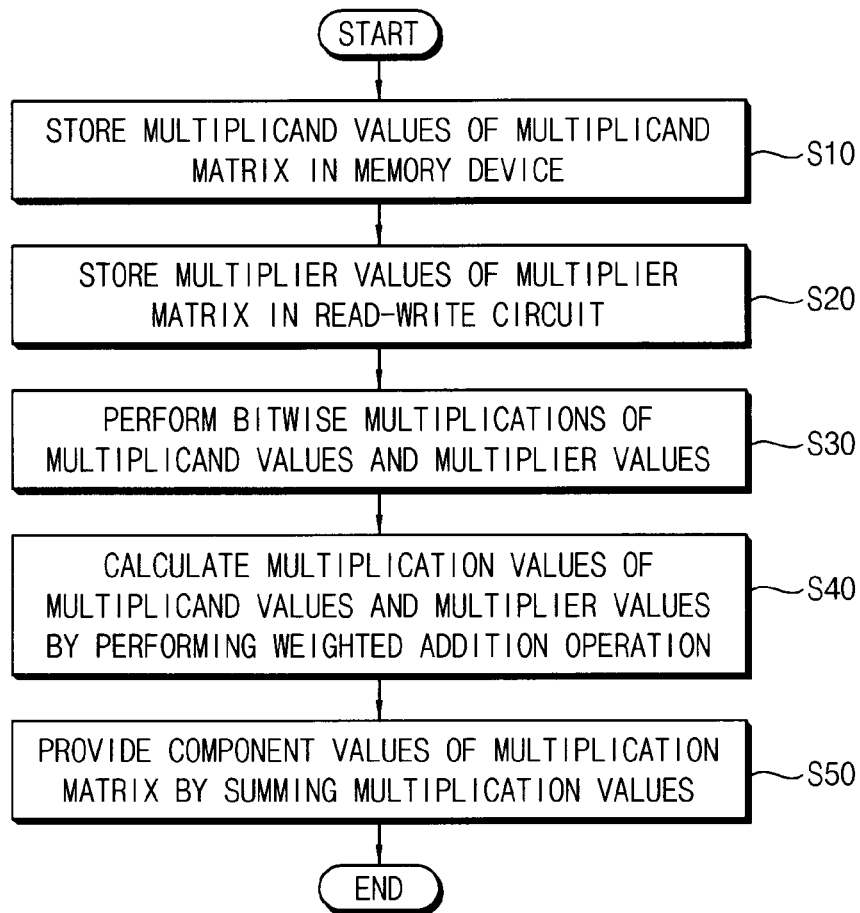 START
STORE MULTIPLICAND VALUES OF MULTIPLICAND
MATRIX IN MEMORY DEVICE
S10
STORE MULTIPLIER VALUES OF MULTIPLIER
MATRIX IN READ-WRITE CIRCUIT
S20
PERFORM BITWISE MULTIPLICATIONS OF
MULTIPLICAND VALUES AND MULTIPLIER VALUES
S30
CALCULATE MULTIPLICATION VALUES OF
MULTIPLICAND VALUES AND MULTIPLIER VALUES
BY PERFORMING WEIGHTED ADDITION OPERATION
S40
PROVIDE COMPONENT VALUES OF MULTIPLICATION
MATRIX BY SUMMING MULTIPLICATION VALUES
S50
END